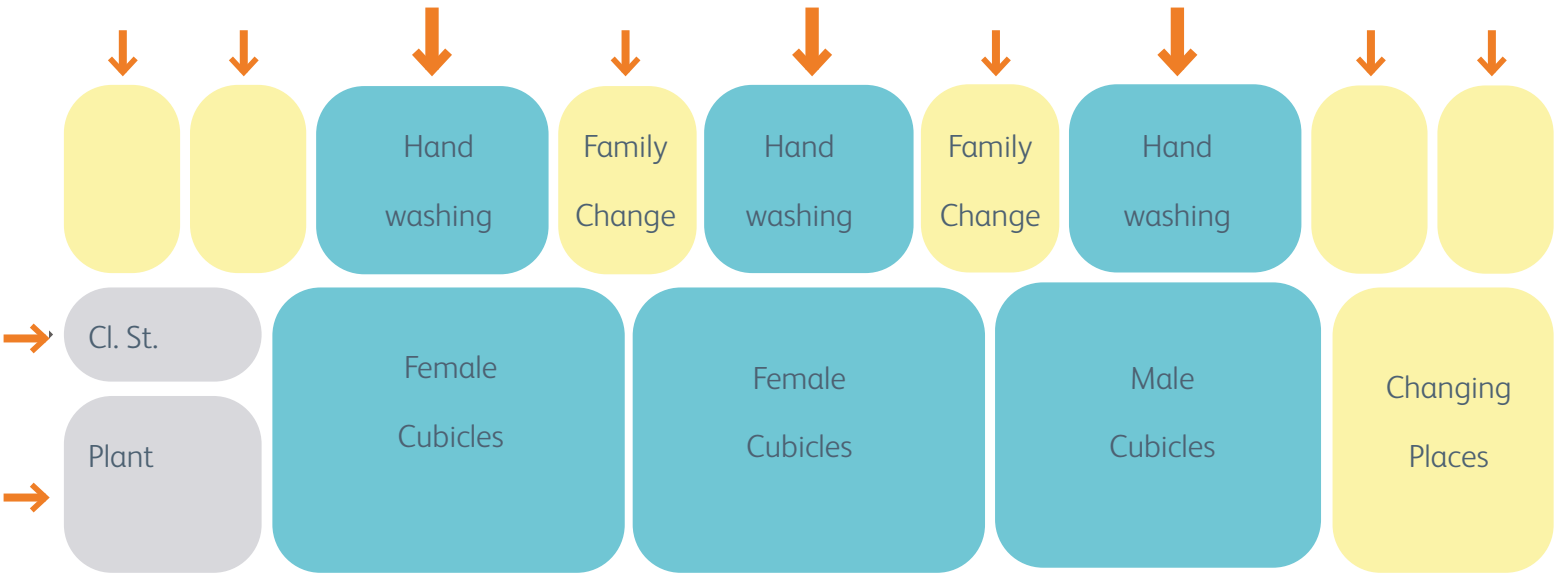 Hand
washing
Family
Change
Hand
washing
Family
Change
Hand
washing
Cl. St.
Plant
Female
Cubicles
Female
Cubicles
Male
Cubicles
Changing
Places